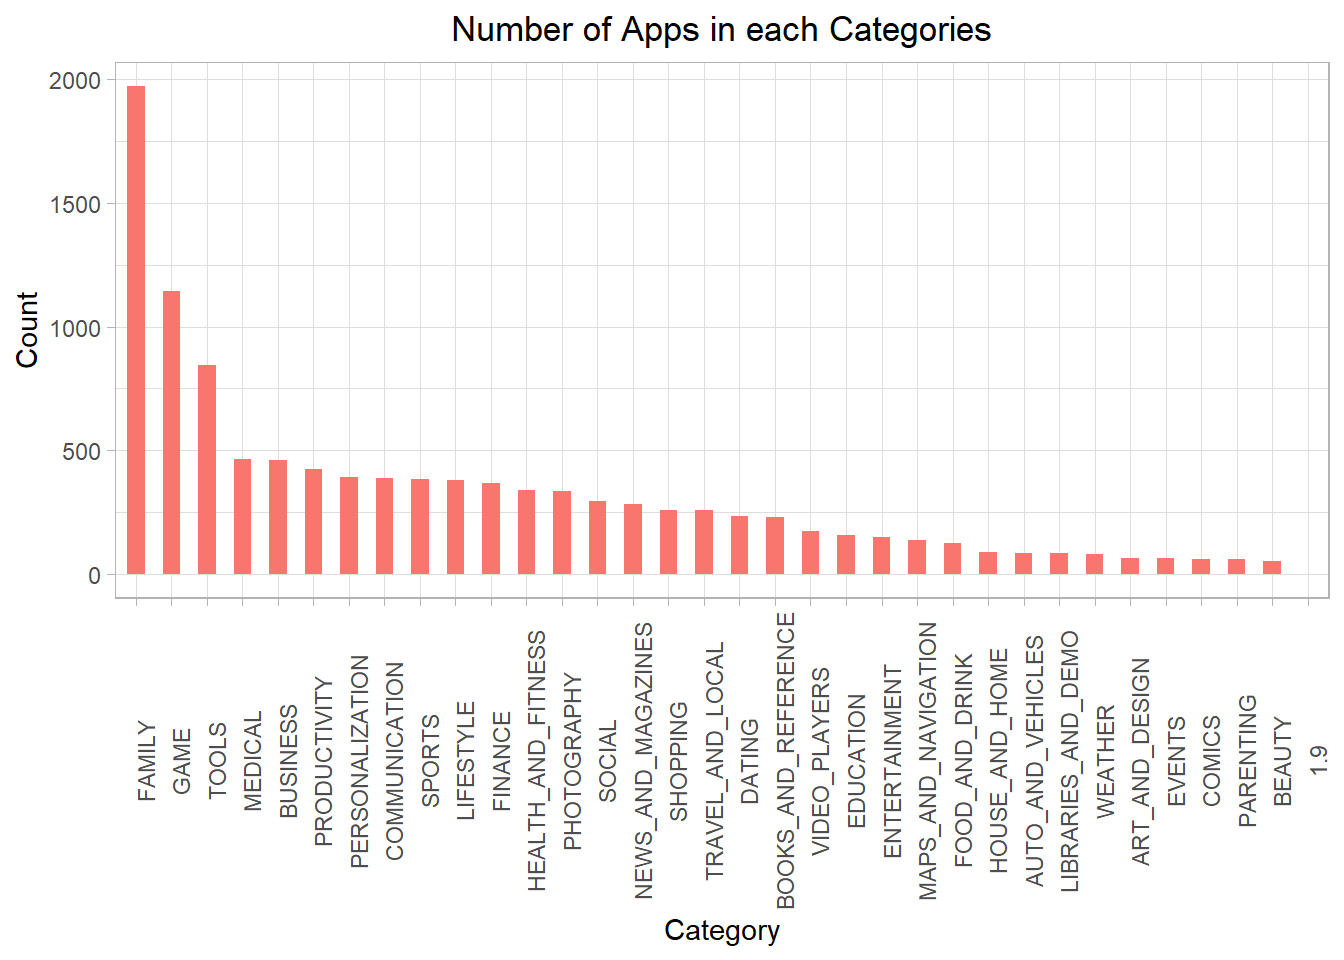 Number of Apps in each Categories
Count
2000
1500
1000
500
0
FAMILY
GAME
TOOLS
MEDICAL
BUSINESS
PRODUCTIVITY
PERSONALIZATION
COMMUNICATION
SPORTS
LIFESTYLE
FINANCE
HEALTH_AND_FITNESS
PHOTOGRAPHY
SOCIAL
NEWS_AND_MAGAZINES
SHOPPING
TRAVEL_AND_LOCAL
DATING
BOOKS_AND_REFERENCE
VIDEO_PLAYERS
EDUCATION
ENTERTAINMENT
MAPS_AND_NAVIGATION
FOOD_AND_DRINK
HOUSE_AND_HOME
AUTO_AND_VEHICLES
LIBRARIES_AND_DEMO
WEATHER
ART_AND_DESIGN
EVENTS
COMICS
PARENTING
BEAUTY
1.9
Category